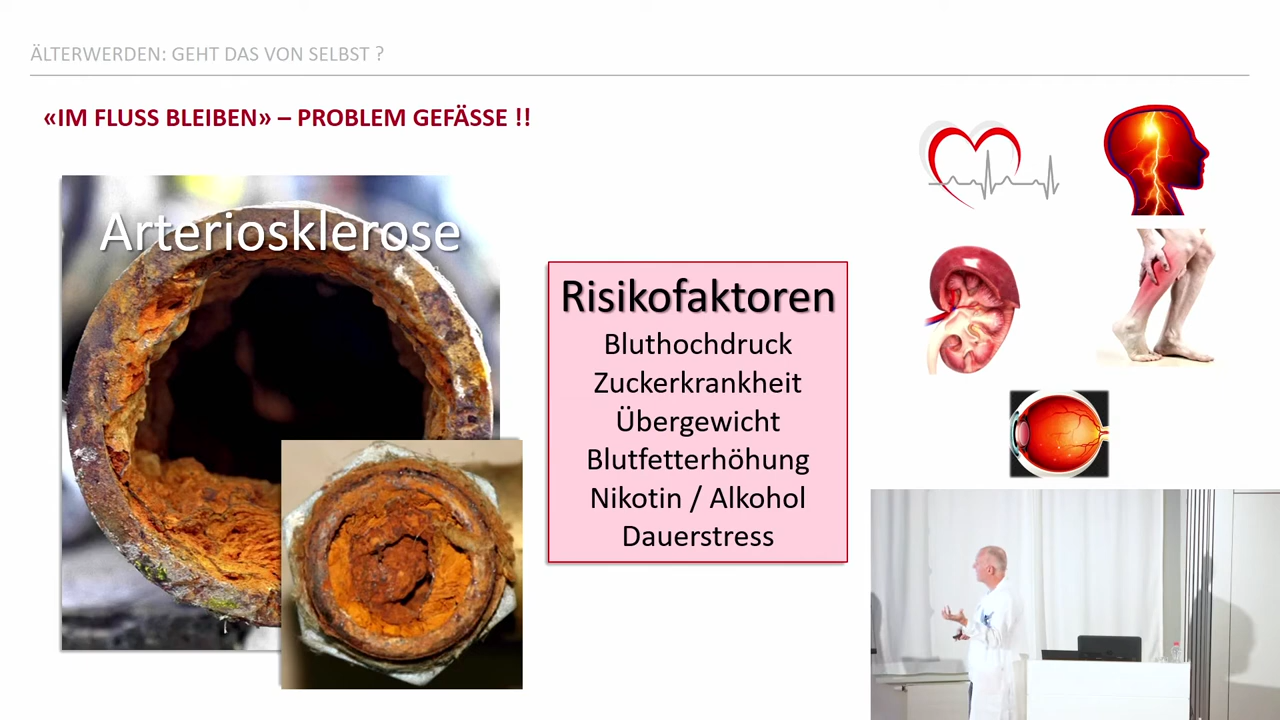 ÄLTERWERDEN: GEHT DAS VON SELBST ?
«IM FLUSS BLEIBEN» – PROBLEM GEFÄSSE !!
Arteriosklerose
Risikofaktoren
Bluthochdruck
Zuckerkrankheit
Übergewicht
Blutfetterhöhung
Nikotin / Alkohol
Dauerstress